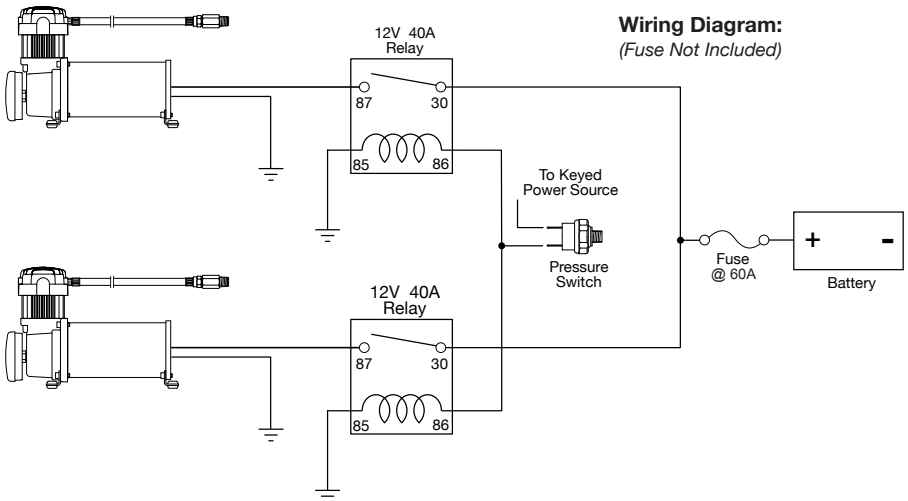 Wiring Diagram:
(Fuse Not Included)
12V 40A
Relay
87
30
85
86
To Keyed
Power Source
Pressure
Switch
Fuse
@ 60A
+
-
Battery
12V 40A
Relay
87
30
85
86